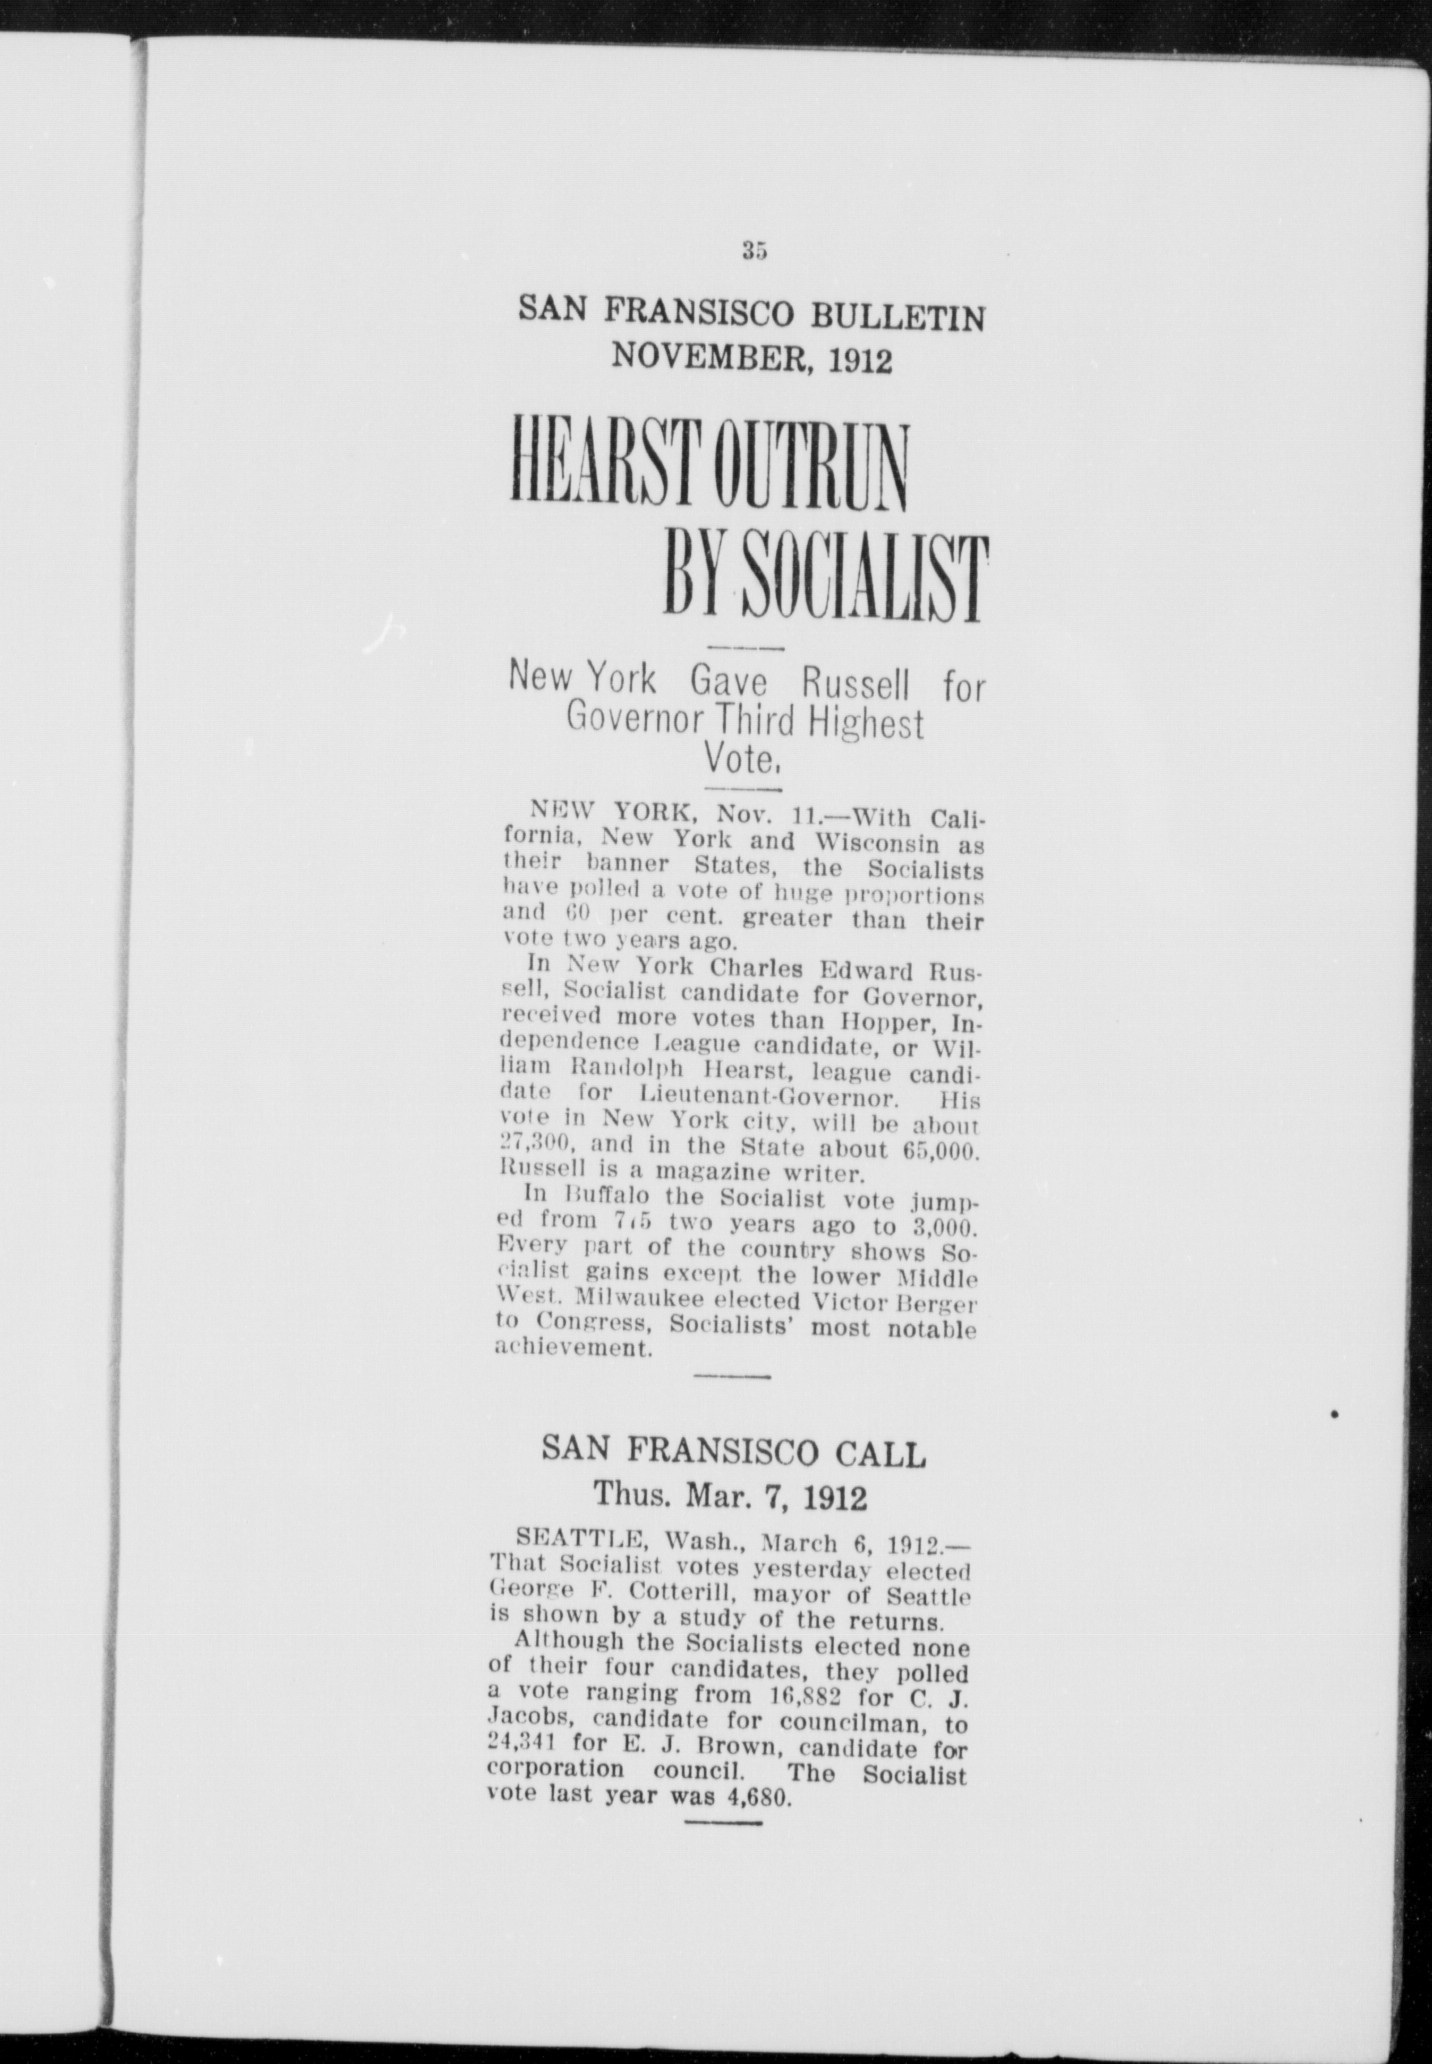 35
SAN FRANSISCO BULLETIN
NOVEMBER, 1912
HEARST OUTRUN
BY SOCIALIST
New York Gave Russell for
Governor Third Highest
Vote.
NEW YORK, Nov. 11.—With Cali-
fornia, New York and Wisconsin as
their banner States, the Socialists
have polled a vote of huge proportions
and 60 per cent. greater than their
vote two years ago.
In New York Charles Edward Rus-
sell, Socialist candidate for Governor,
received more votes than Hopper, In-
dependence League candidate, or Wil-
liam Randolph Hearst, league candi-
date for Lieutenant-Governor. His
vote in New York city, will be about
27,300, and in the State about 65,000.
Russell is a magazine writer.
In Buffalo the Socialist vote jump-
ed from two years ago to 3,000.
Every part of the country shows So-
cialist gains except the lower Middle
West. Milwaukee elected Victor Berger
to Congress, Socialists' most notable
achievement.
SAN FRANSISCO CALL
Thus. Mar. 7, 1912
SEATTLE, Wash., March 6, 1912.—
That Socialist votes yesterday elected
George F. Cotterill, mayor of Seattle
is shown by a study of the returns.
Although the Socialists elected none
of their four candidates, they polled
a vote ranging from 16,882 for C. J.
Jacobs, candidate for councilman, to
24,341 for E. J. Brown, candidate for
corporation council. The Socialist
vote last year was 4,680.